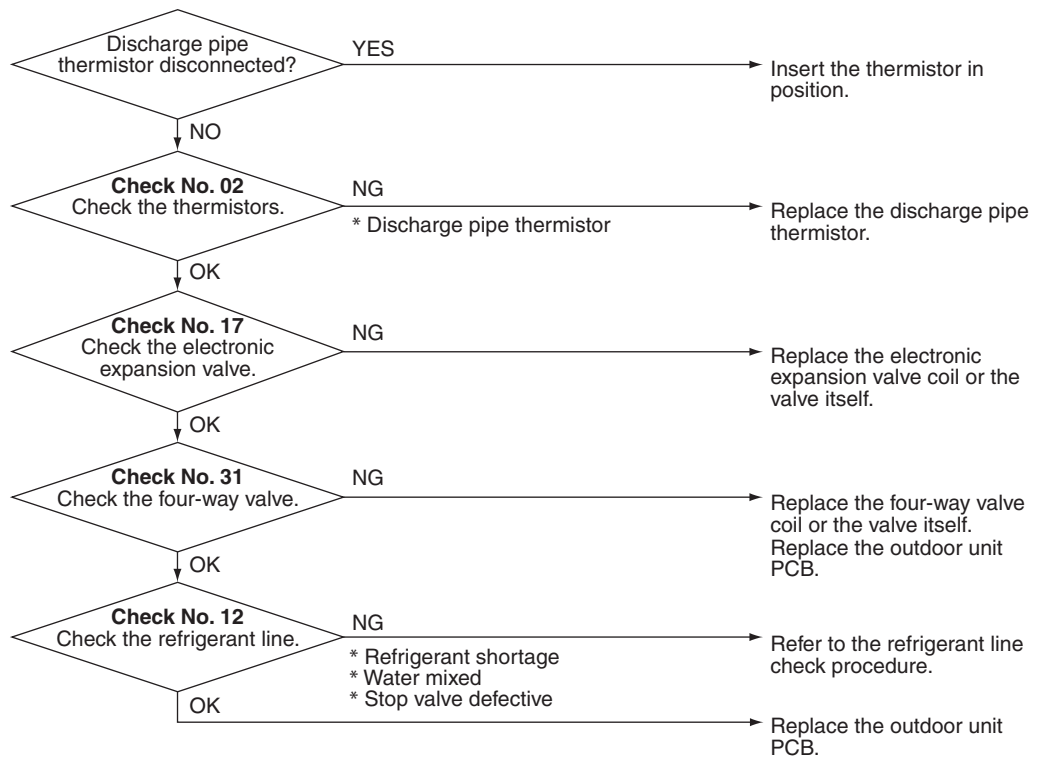 Discharge pipe
thermistor disconnected?
YES
Insert the thermistor in
position.
NO
Check No. 02
Check the thermistors.
NG
* Discharge pipe thermistor
Replace the discharge pipe
thermistor.
OK
Check No. 17
Check the electronic
expansion valve.
NG
Replace the electronic
expansion valve coil or the
valve itself.
OK
Check No. 31
Check the four-way valve.
NG
Replace the four-way valve
coil or the valve itself.
Replace the outdoor unit
PCB.
OK
Check No. 12
Check the refrigerant line.
NG
* Refrigerant shortage
* Water mixed
* Stop valve defective
Refer to the refrigerant line
check procedure.
OK
Replace the outdoor unit
PCB.